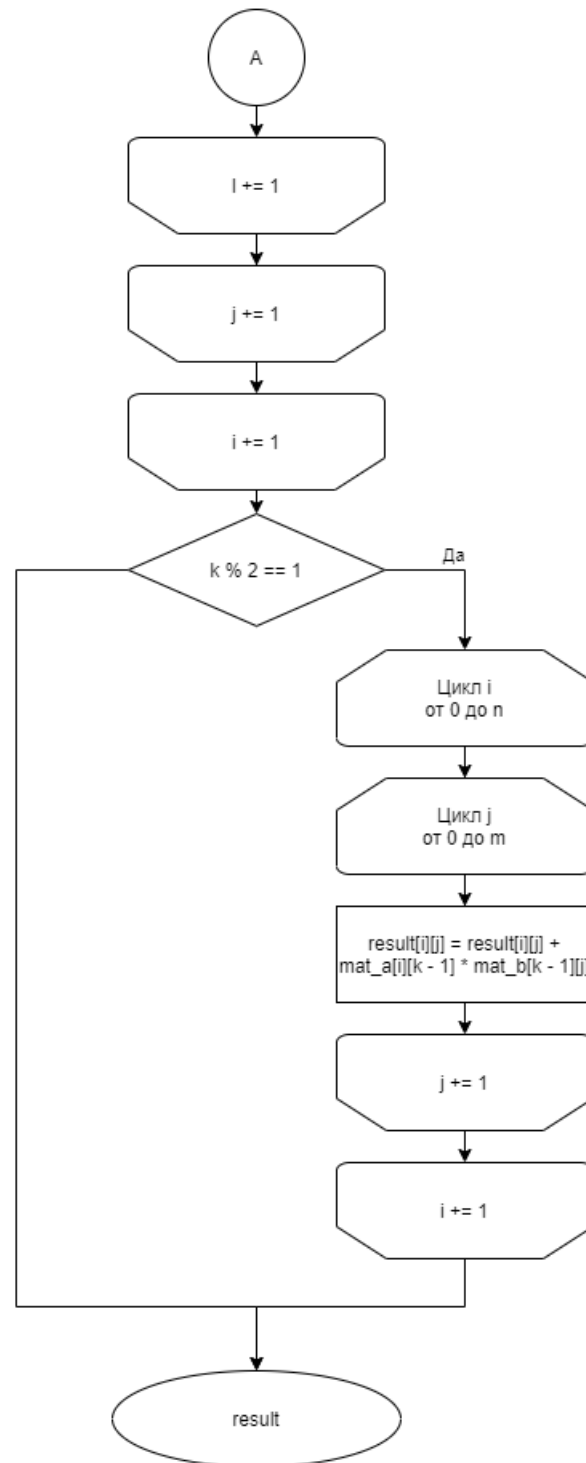 A
l += 1
j += 1
i += 1
k % 2 == 1
Да
Цикл i
от 0 до n
Цикл j
от 0 до m
result[i][j] = result[i][j] +
mat_a[i][k - 1] * mat_b[k - 1][j]
j += 1
i += 1
result